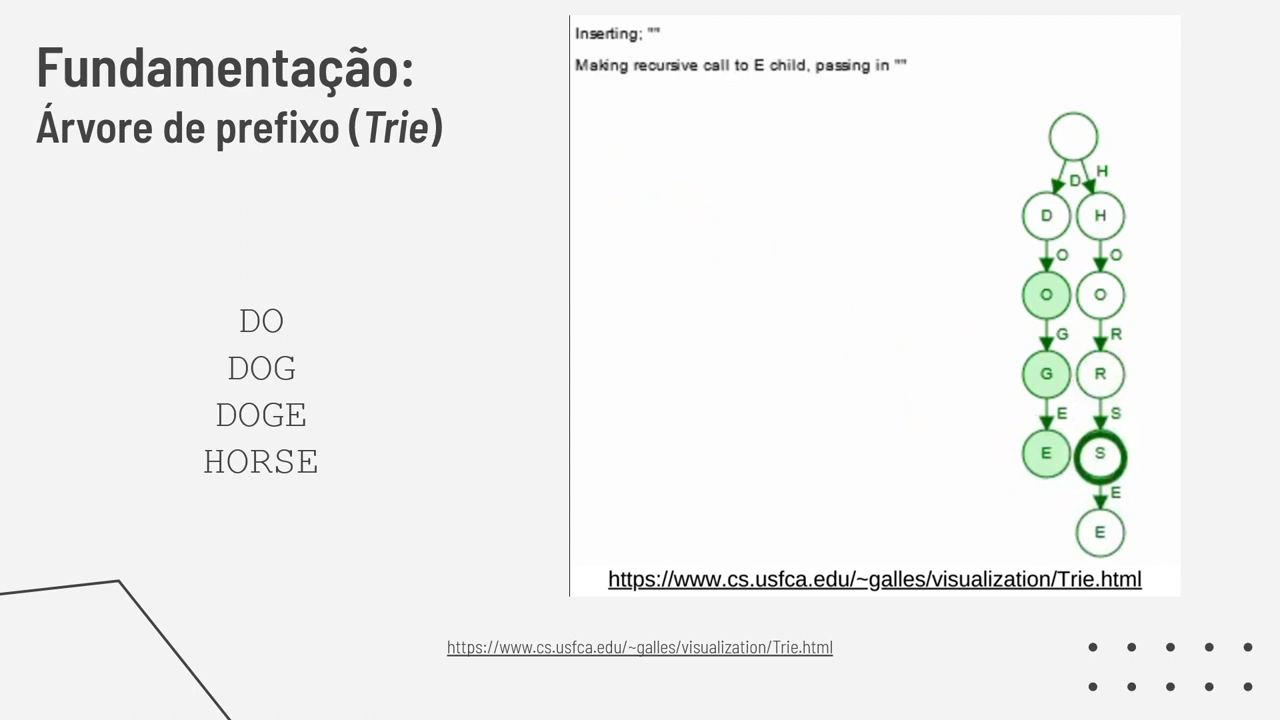 Fundamentação:
Árvore de prefixo (Trie)
DO
DOG
DOGE
HORSE
Inserting; ""
Making recursive call to E child, passing in ""
D H
D H
O O
O O
G R
G R
E S
E S
E
E
https://www.cs.usfca.edu/~galles/visualization/Trie.html
https://www.cs.usfca.edu/~galles/visualization/Trie.html